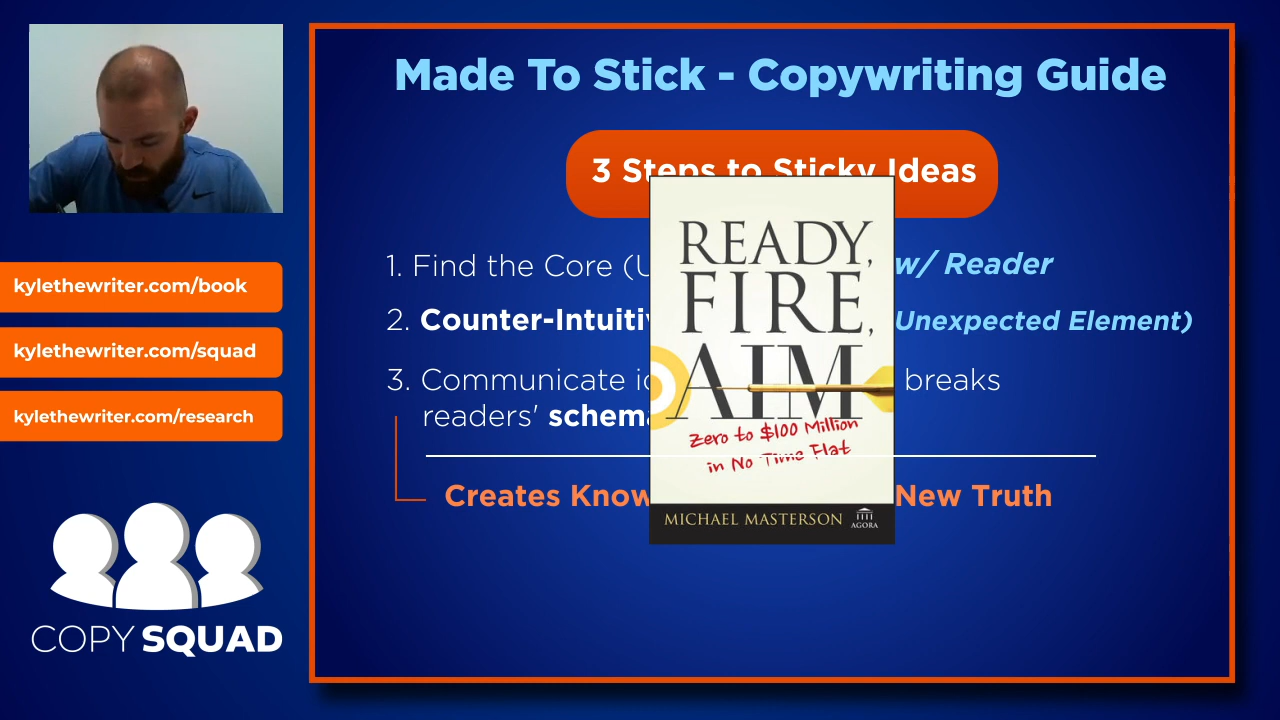 Made To Stick - Copywriting Guide
3 Steps to Sticky Ideas
1. Find the Core (U
w/ Reader
2. Counter-Intuitiv
Unexpected Element)
3. Communicate
breaks
readers' schema
Creates Know
New Truth
READY,
FIRE,
AIM
Zero to $100 Million
in No Time Flat
MICHAEL MASTERSON
AGORA
kylethewriter.com/book
kylethewriter.com/squad
kylethewriter.com/research
COPY SQUAD